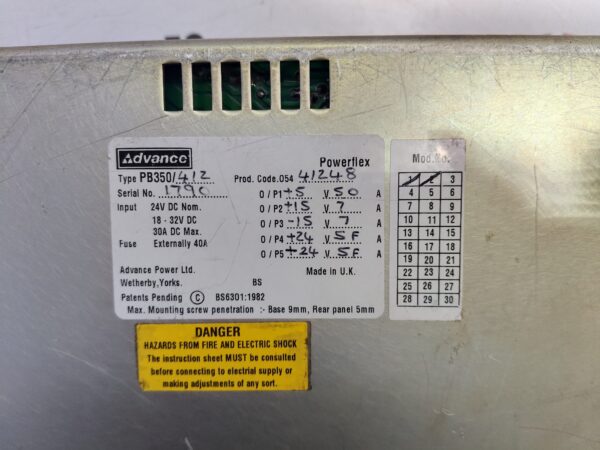 Advance
Powerflex
Type PB350/412 Prod. Code. 054 41248
Serial No. 1790 O/P1 +5 V 50 A
Input 24V DC Nom. O/P2 +15 V 7 A
18 - 32V DC O/P3 -15 V 7 A
30A DC Max. O/P4 +24 V 5F A
Fuse Externally 40A O/P5 +24 V 5F A
Advance Power Ltd. Made in U.K.
Wetherby, Yorks. BS
Patents Pending © BS6301:1982
Max. Mounting screw penetration :- Base 9mm, Rear panel 5mm
Mod. No.
1 2 3
4 5 6
7 8 9
10 11 12
13 14 15
16 17 18
19 20 21
22 23 24
25 26 27
28 29 30
DANGER
HAZARDS FROM FIRE AND ELECTRIC SHOCK
The instruction sheet MUST be consulted
before connecting to electrial supply or
making adjustments of any sort.